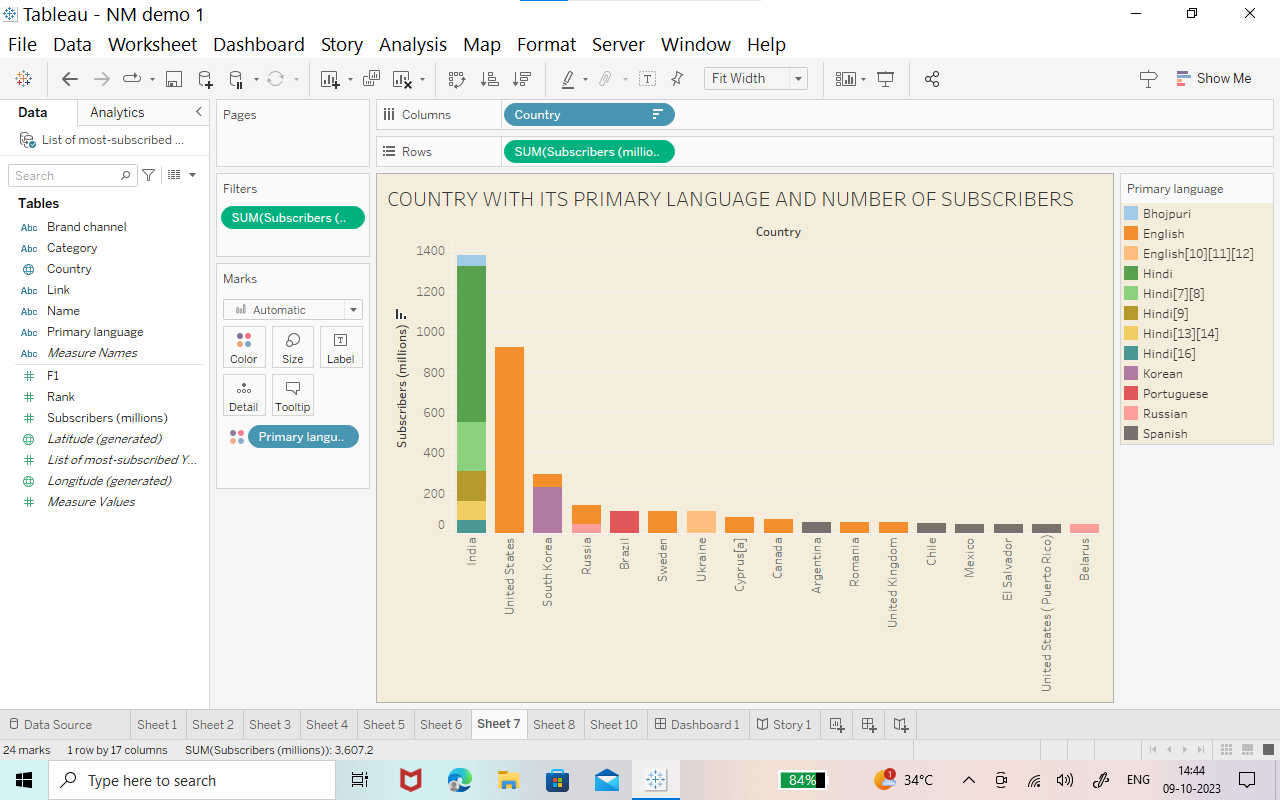 Tableau - NM demo 1
File Data Worksheet Dashboard Story Analysis Map Format Server Window Help
Fit Width
Show Me
Data Analytics
List of most-subscribed ...
Search
Tables
Abc Brand channel
Abc Category
Country
Abc Link
Abc Name
Abc Primary language
Abc Measure Names
F1
Rank
Subscribers (millions)
Latitude (generated)
List of most-subscribed Y...
Longitude (generated)
Measure Values
Pages
Filters
SUM(Subscribers (..
Marks
Automatic
Color Size Label
Detail Tooltip
Primary langu..
Columns Country
Rows SUM(Subscribers (millio..
COUNTRY WITH ITS PRIMARY LANGUAGE AND NUMBER OF SUBSCRIBERS
Country
Subscribers (millions)
1400
1200
1000
800
600
400
200
0
India
United States
South Korea
Russia
Brazil
Sweden
Ukraine
Cyprus[a]
Canada
Argentina
Romania
United Kingdom
Chile
Mexico
El Salvador
United States ( Puerto Rico)
Belarus
Primary language
Bhojpuri
English
English[10][11][12]
Hindi
Hindi[7][8]
Hindi[9]
Hindi[13][14]
Hindi[16]
Korean
Portuguese
Russian
Spanish
Data Source Sheet 1 Sheet 2 Sheet 3 Sheet 4 Sheet 5 Sheet 6 Sheet 7 Sheet 8 Sheet 10 Dashboard 1 Story 1
24 marks 1 row by 17 columns SUM(Subscribers (millions)): 3,607.2
Type here to search
84%
1
34°C
ENG
14:44
09-10-2023